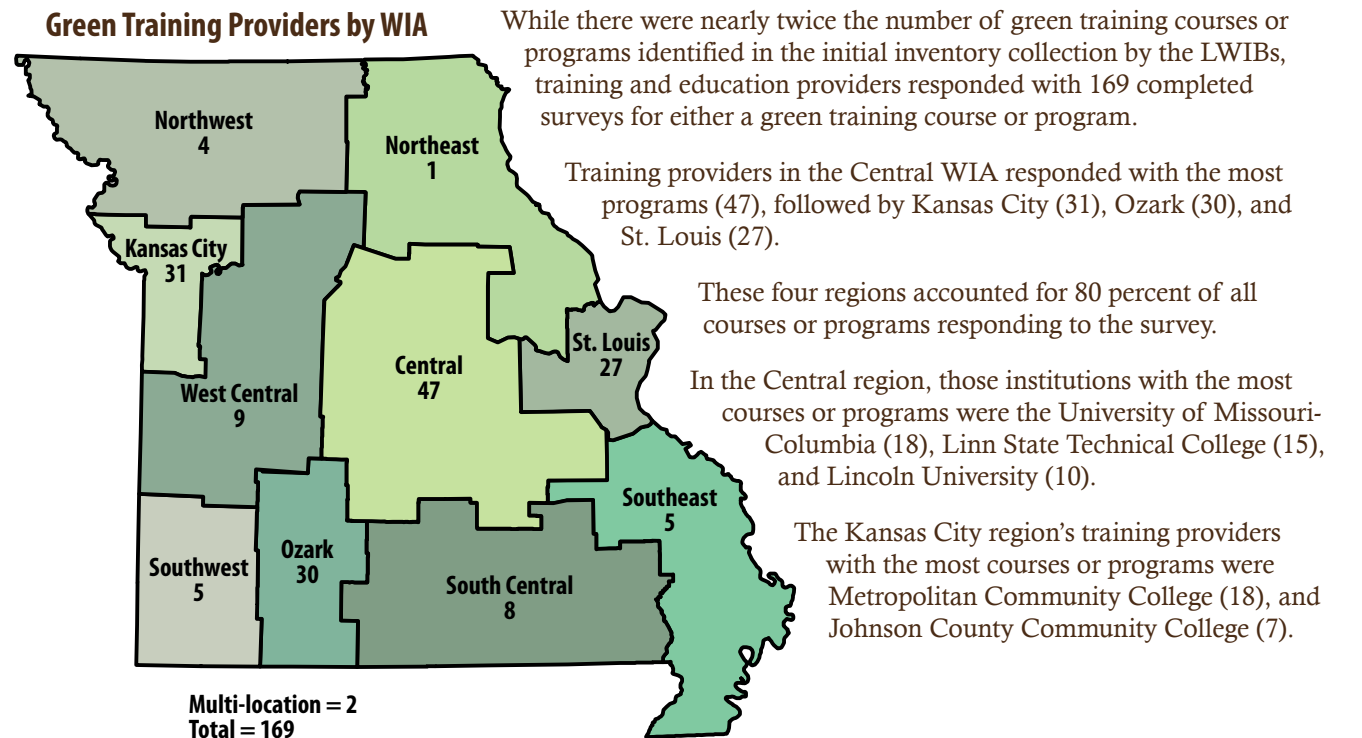 Green Training Providers by WIA
Northwest
4
Northeast
1
Kansas City
31
St. Louis
27
Central
47
West Central
9
Southeast
5
Ozark
30
Southwest
5
South Central
8
Multi-location = 2
Total = 169
While there were nearly twice the number of green training courses or
programs identified in the initial inventory collection by the LWIBs,
training and education providers responded with 169 completed
surveys for either a green training course or program.
Training providers in the Central WIA responded with the most
programs (47), followed by Kansas City (31), Ozark (30), and
St. Louis (27).
These four regions accounted for 80 percent of all
courses or programs responding to the survey.
In the Central region, those institutions with the most
courses or programs were the University of Missouri-
Columbia (18), Linn State Technical College (15),
and Lincoln University (10).
The Kansas City region's training providers
with the most courses or programs were
Metropolitan Community College (18), and
Johnson County Community College (7).